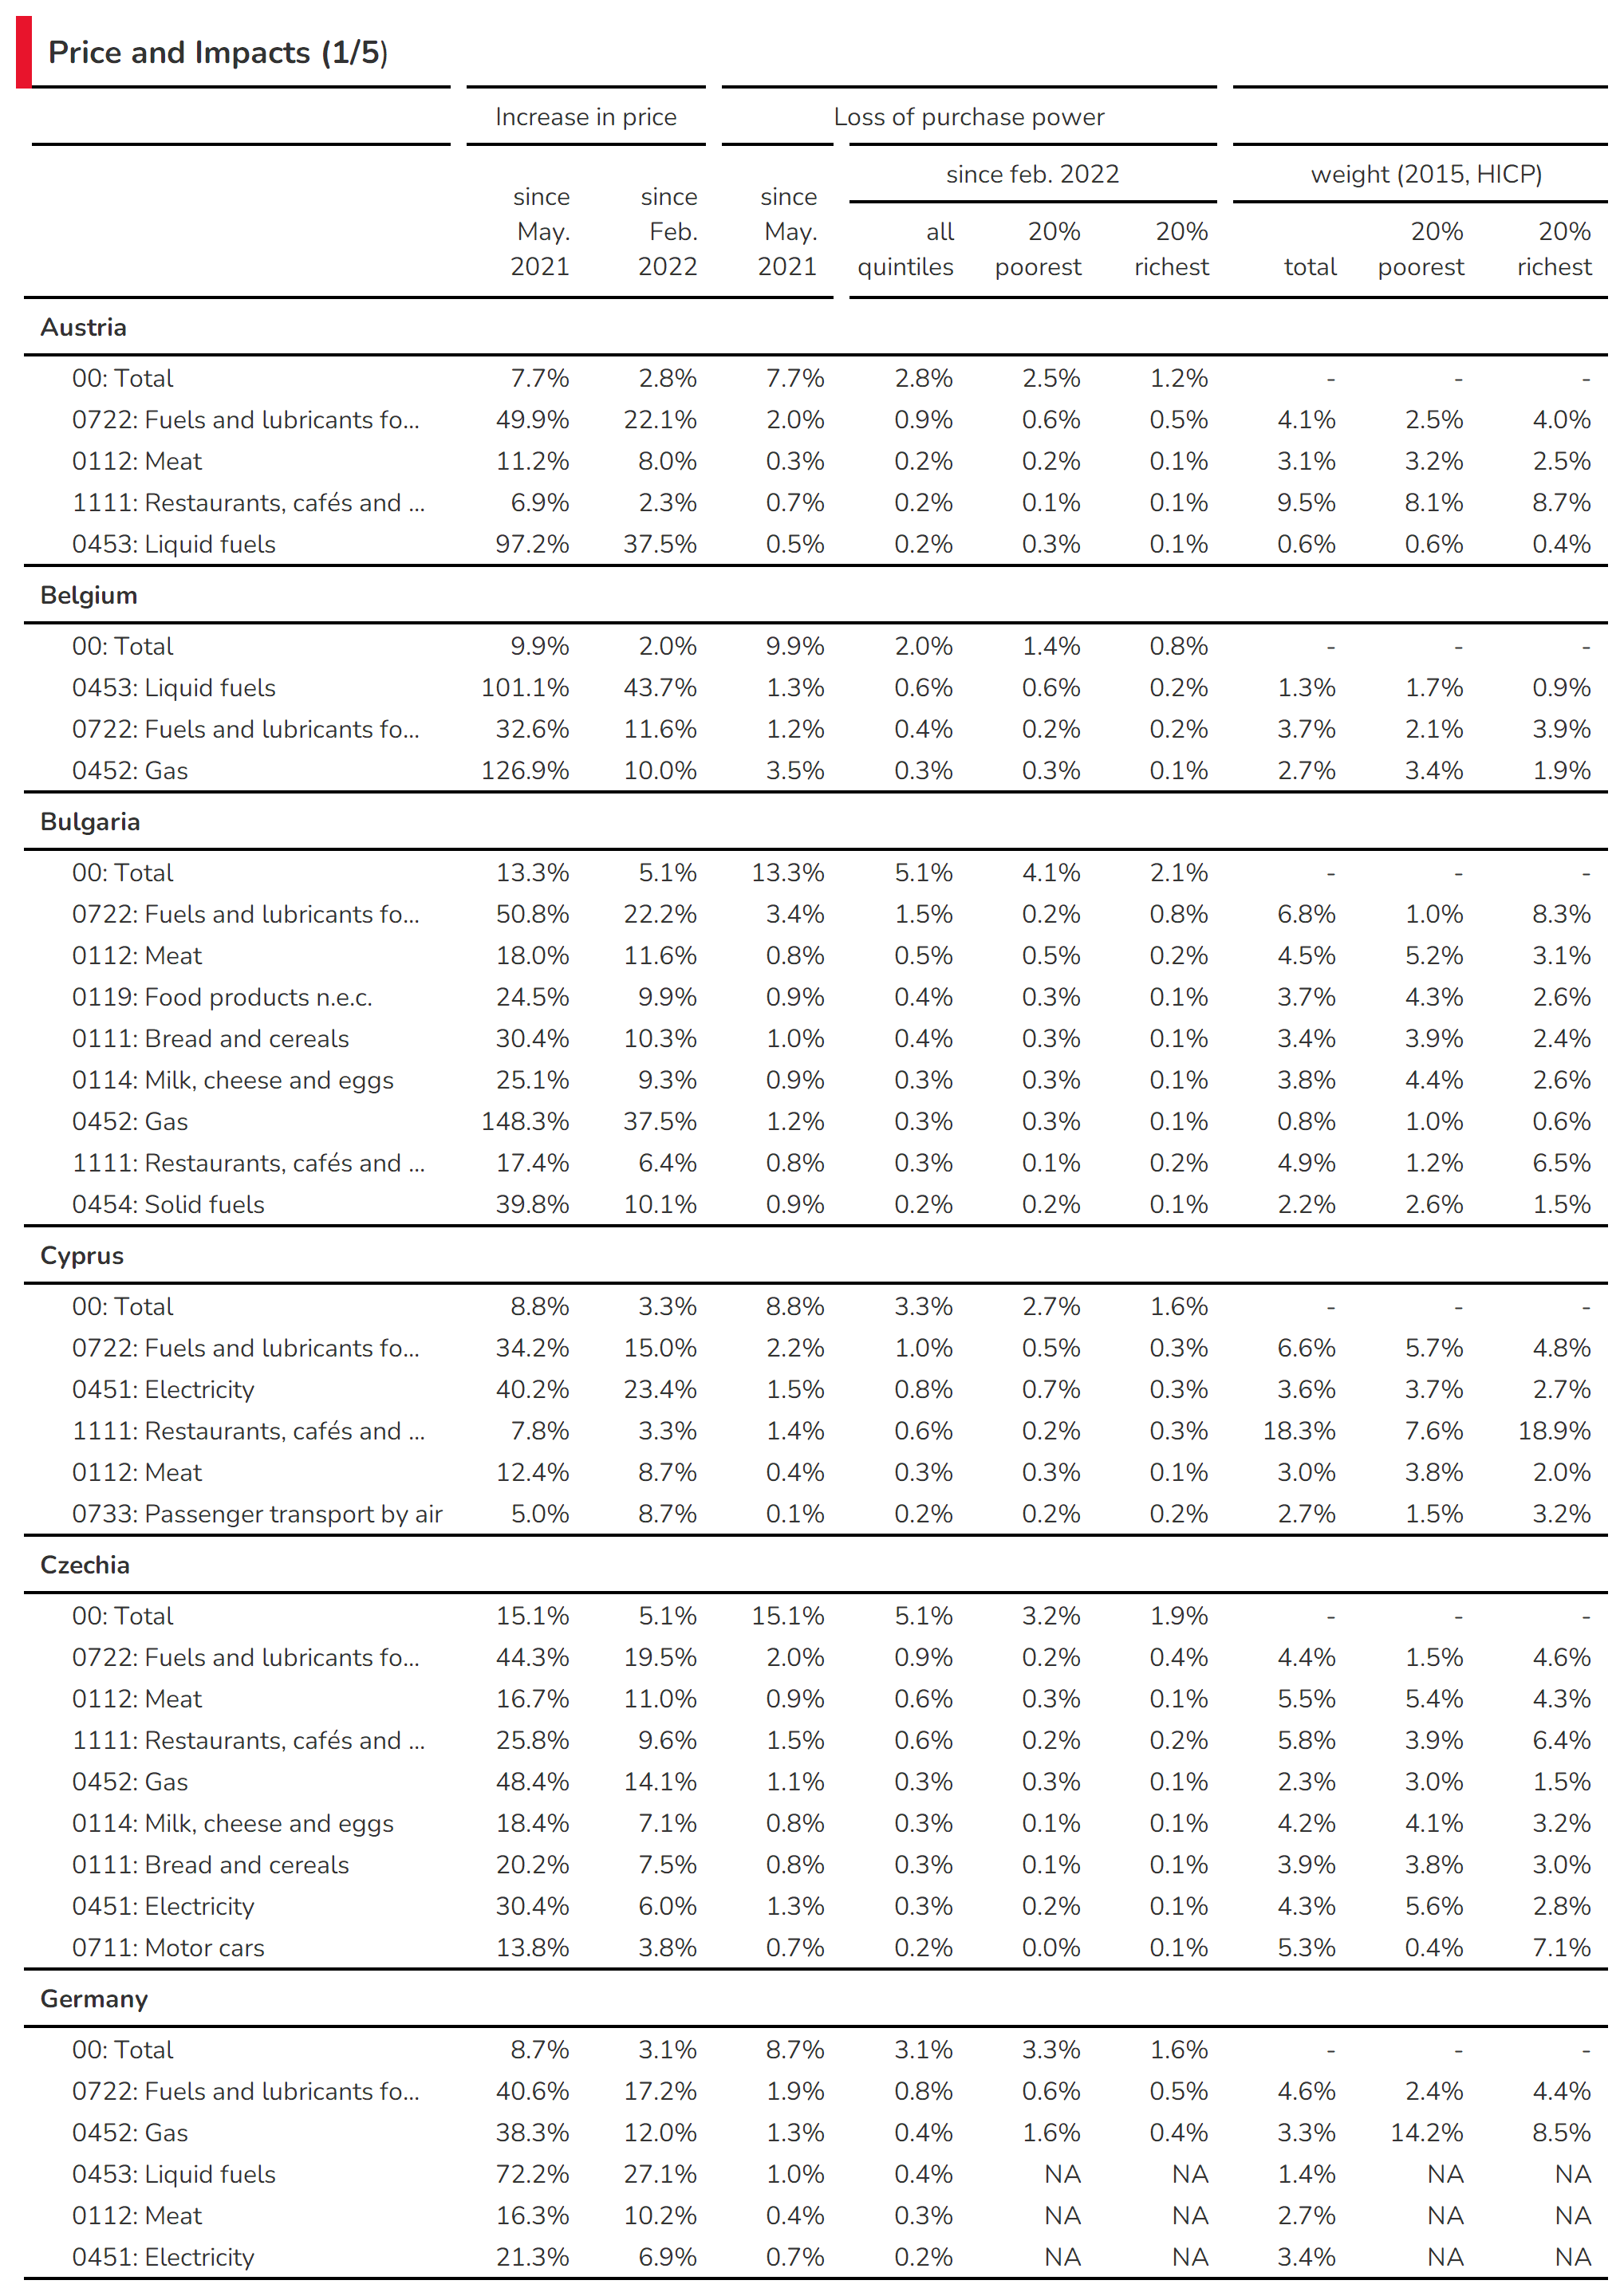 Price and Impacts (1/5)
Increase in price Loss of purchase power
since feb. 2022 weight (2015, HICP)
since since since
May. Feb. May. all 20% 20% 20% 20%
2021 2022 2021 quintiles poorest richest total poorest richest
Austria
00: Total 7.7% 2.8% 7.7% 2.8% 2.5% 1.2% - - -
0722: Fuels and lubricants fo... 49.9% 22.1% 2.0% 0.9% 0.6% 0.5% 4.1% 2.5% 4.0%
0112: Meat 11.2% 8.0% 0.3% 0.2% 0.2% 0.1% 3.1% 3.2% 2.5%
1111: Restaurants, cafés and ... 6.9% 2.3% 0.7% 0.2% 0.1% 0.1% 9.5% 8.1% 8.7%
0453: Liquid fuels 97.2% 37.5% 0.5% 0.2% 0.3% 0.1% 0.6% 0.6% 0.4%
Belgium
00: Total 9.9% 2.0% 9.9% 2.0% 1.4% 0.8% - - -
0453: Liquid fuels 101.1% 43.7% 1.3% 0.6% 0.6% 0.2% 1.3% 1.7% 0.9%
0722: Fuels and lubricants fo... 32.6% 11.6% 1.2% 0.4% 0.2% 0.2% 3.7% 2.1% 3.9%
0452: Gas 126.9% 10.0% 3.5% 0.3% 0.3% 0.1% 2.7% 3.4% 1.9%
Bulgaria
00: Total 13.3% 5.1% 13.3% 5.1% 4.1% 2.1% - - -
0722: Fuels and lubricants fo... 50.8% 22.2% 3.4% 1.5% 0.2% 0.8% 6.8% 1.0% 8.3%
0112: Meat 18.0% 11.6% 0.8% 0.5% 0.5% 0.2% 4.5% 5.2% 3.1%
0119: Food products n.e.c. 24.5% 9.9% 0.9% 0.4% 0.3% 0.1% 3.7% 4.3% 2.6%
0111: Bread and cereals 30.4% 10.3% 1.0% 0.4% 0.3% 0.1% 3.4% 3.9% 2.4%
0114: Milk, cheese and eggs 25.1% 9.3% 0.9% 0.3% 0.3% 0.1% 3.8% 4.4% 2.6%
0452: Gas 148.3% 37.5% 1.2% 0.3% 0.3% 0.1% 0.8% 1.0% 0.6%
1111: Restaurants, cafés and ... 17.4% 6.4% 0.8% 0.3% 0.1% 0.2% 4.9% 1.2% 6.5%
0454: Solid fuels 39.8% 10.1% 0.9% 0.2% 0.2% 0.1% 2.2% 2.6% 1.5%
Cyprus
00: Total 8.8% 3.3% 8.8% 3.3% 2.7% 1.6% - - -
0722: Fuels and lubricants fo... 34.2% 15.0% 2.2% 1.0% 0.5% 0.3% 6.6% 5.7% 4.8%
0451: Electricity 40.2% 23.4% 1.5% 0.8% 0.7% 0.3% 3.6% 3.7% 2.7%
1111: Restaurants, cafés and ... 7.8% 3.3% 1.4% 0.6% 0.2% 0.3% 18.3% 7.6% 18.9%
0112: Meat 12.4% 8.7% 0.4% 0.3% 0.3% 0.1% 3.0% 3.8% 2.0%
0733: Passenger transport by air 5.0% 8.7% 0.1% 0.2% 0.2% 0.2% 2.7% 1.5% 3.2%
Czechia
00: Total 15.1% 5.1% 15.1% 5.1% 3.2% 1.9% - - -
0722: Fuels and lubricants fo... 44.3% 19.5% 2.0% 0.9% 0.2% 0.4% 4.4% 1.5% 4.6%
0112: Meat 16.7% 11.0% 0.9% 0.6% 0.3% 0.1% 5.5% 5.4% 4.3%
1111: Restaurants, cafés and ... 25.8% 9.6% 1.5% 0.6% 0.2% 0.2% 5.8% 3.9% 6.4%
0452: Gas 48.4% 14.1% 1.1% 0.3% 0.3% 0.1% 2.3% 3.0% 1.5%
0114: Milk, cheese and eggs 18.4% 7.1% 0.8% 0.3% 0.1% 0.1% 4.2% 4.1% 3.2%
0111: Bread and cereals 20.2% 7.5% 0.8% 0.3% 0.1% 0.1% 3.9% 3.8% 3.0%
0451: Electricity 30.4% 6.0% 1.3% 0.3% 0.2% 0.1% 4.3% 5.6% 2.8%
0711: Motor cars 13.8% 3.8% 0.7% 0.2% 0.0% 0.1% 5.3% 0.4% 7.1%
Germany
00: Total 8.7% 3.1% 8.7% 3.1% 3.3% 1.6% - - -
0722: Fuels and lubricants fo... 40.6% 17.2% 1.9% 0.8% 0.6% 0.5% 4.6% 2.4% 4.4%
0452: Gas 38.3% 12.0% 1.3% 0.4% 1.6% 0.4% 3.3% 14.2% 8.5%
0453: Liquid fuels 72.2% 27.1% 1.0% 0.4% NA NA 1.4% NA NA
0112: Meat 16.3% 10.2% 0.4% 0.3% NA NA 2.7% NA NA
0451: Electricity 21.3% 6.9% 0.7% 0.2% NA NA 3.4% NA NA